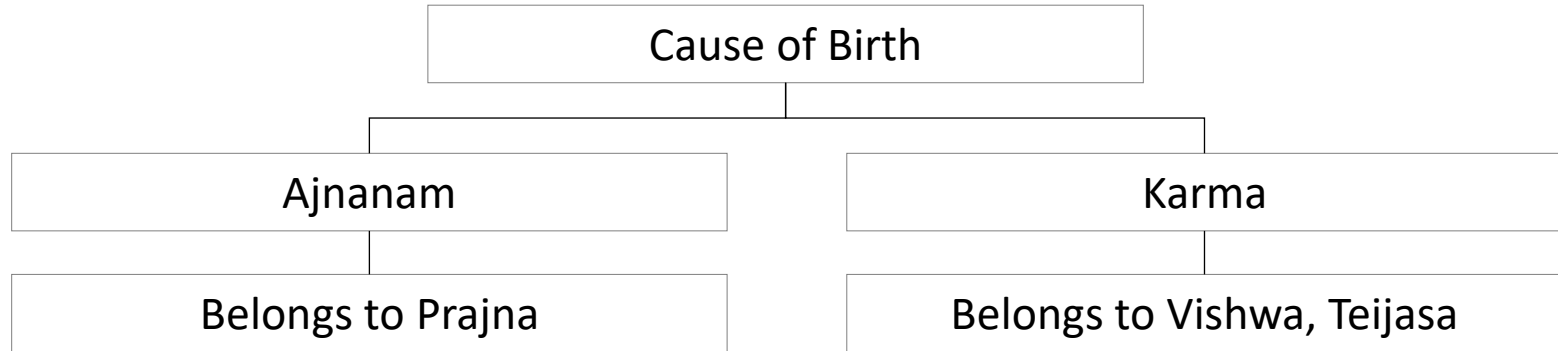 Cause of Birth
Ajnanam
Karma
Belongs to Prajna
Belongs to Vishwa, Teijasa